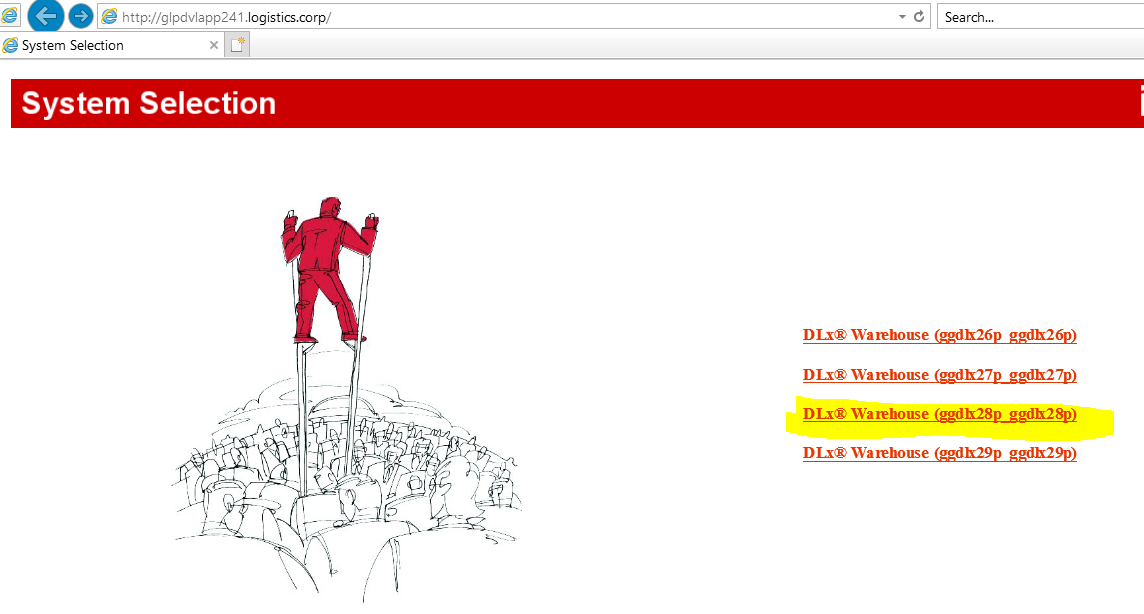 http://glpdvlapp241.logistics.corp/
Search...
System Selection
System Selection
DLx® Warehouse (ggdlx26p_ggdlx26p)
DLx® Warehouse (ggdlx27p_ggdlx27p)
DLx® Warehouse (ggdlx28p_ggdlx28p)
DLx® Warehouse (ggdlx29p_ggdlx29p)